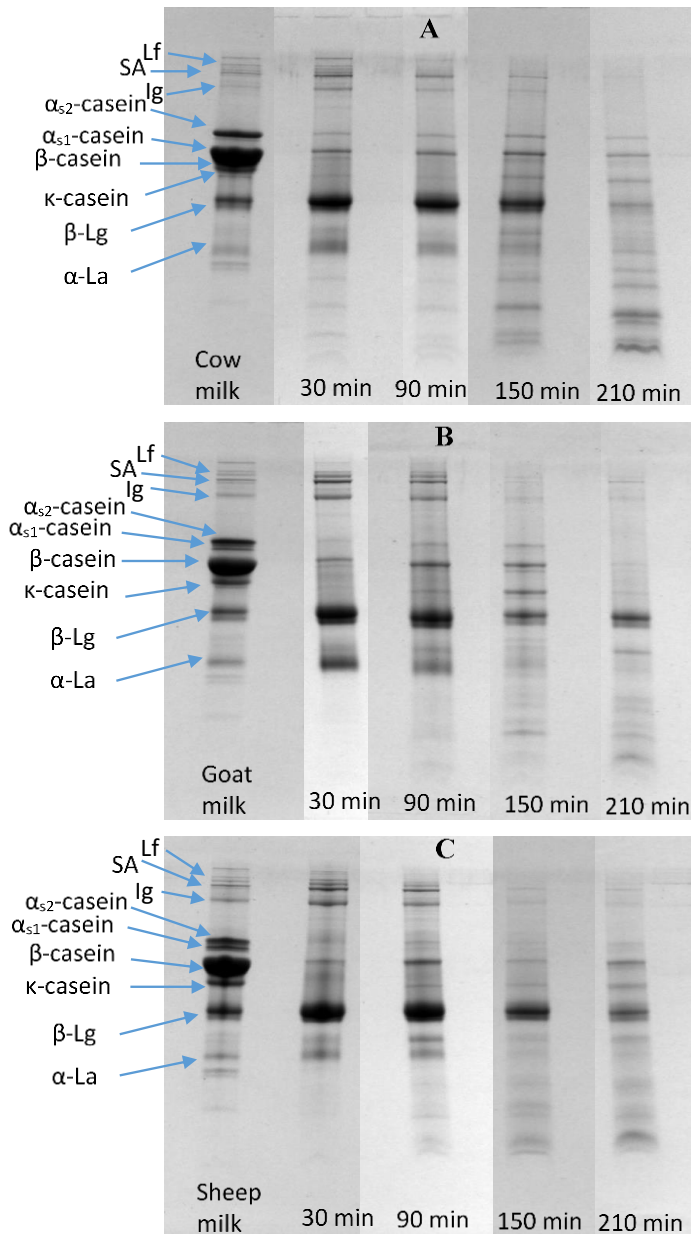 A
Lf
SA
Ig
αs2-casein
αs1-casein
β-casein
κ-casein
β-Lg
α-La
Cow
milk
30 min
90 min
150 min
210 min
B
Lf
SA
Ig
αs2-casein
αs1-casein
β-casein
κ-casein
β-Lg
α-La
Goat
milk
30 min
90 min
150 min
210 min
C
Lf
SA
Ig
αs2-casein
αs1-casein
β-casein
κ-casein
β-Lg
α-La
Sheep
milk
30 min
90 min
150 min
210 min